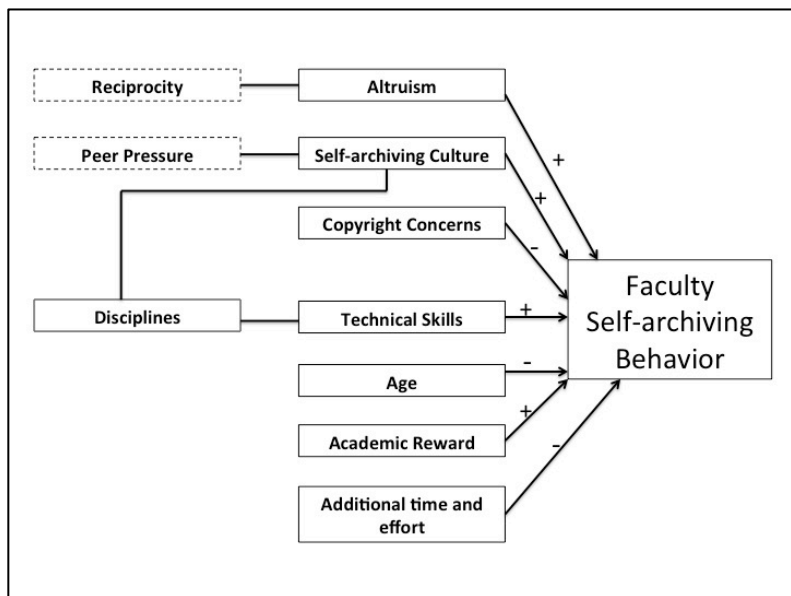 Reciprocity
Altruism
+
Peer Pressure
Self-archiving Culture
+
Copyright Concerns
-
Faculty
Self-archiving
Behavior
Disciplines
Technical Skills
+
Age
-
Academic Reward
+
Additional time and
effort
-